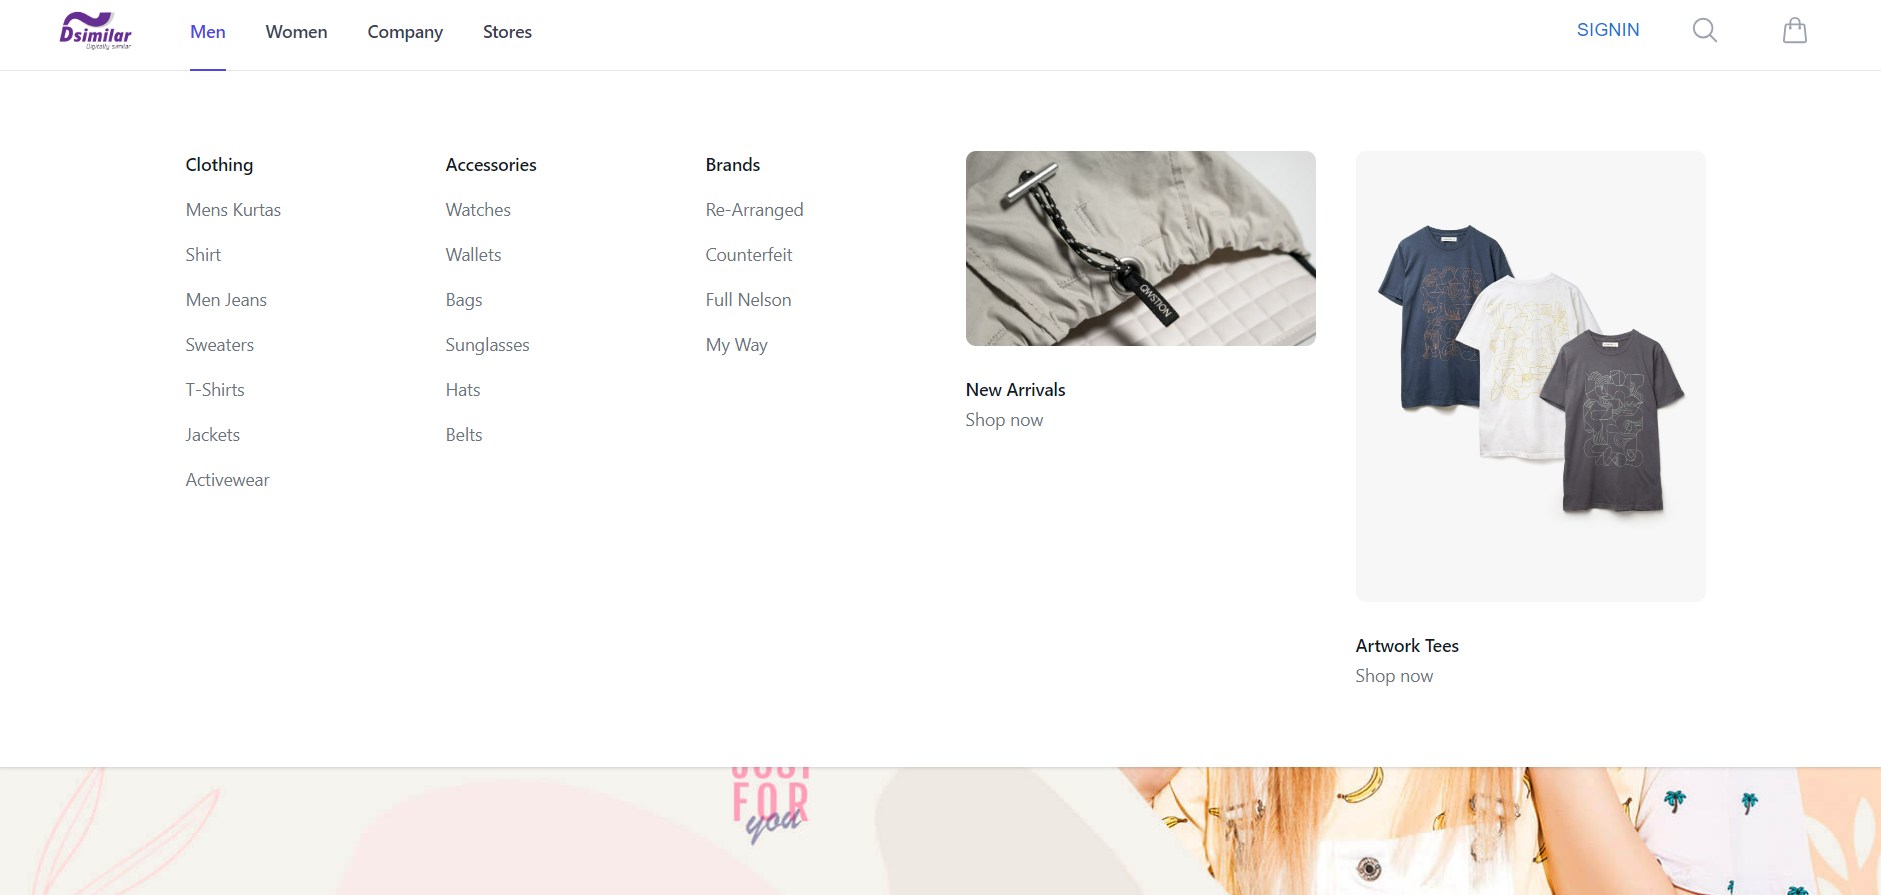 Dsimilar
Digitally similar
Men
Women
Company
Stores
SIGNIN
Clothing
Mens Kurtas
Shirt
Men Jeans
Sweaters
T-Shirts
Jackets
Activewear
Accessories
Watches
Wallets
Bags
Sunglasses
Hats
Belts
Brands
Re-Arranged
Counterfeit
Full Nelson
My Way
QWSTION
New Arrivals
Shop now
Artwork Tees
Shop now
JUST
FOR
you